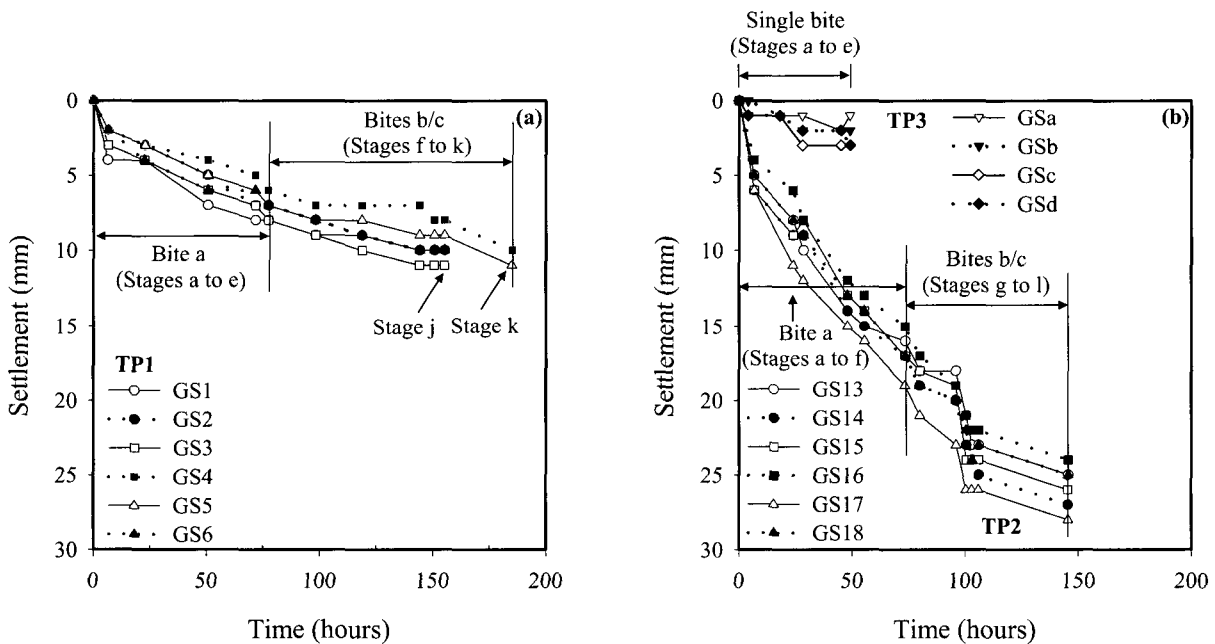 (a)
Bites b/c
(Stages f to k)
Bite a
(Stages a to e)
Stage j
Stage k
TP1
GS1
GS2
GS3
GS4
GS5
GS6
0
5
10
15
20
25
30
Settlement (mm)
0 50 100 150 200
Time (hours)
Single bite
(Stages a to e)
(b)
TP3
GSa
GSb
GSc
GSd
Bites b/c
(Stages g to l)
Bite a
(Stages a to f)
GS13
GS14
GS15
GS16
GS17
GS18
TP2
0
5
10
15
20
25
30
Settlement (mm)
0 50 100 150 200
Time (hours)